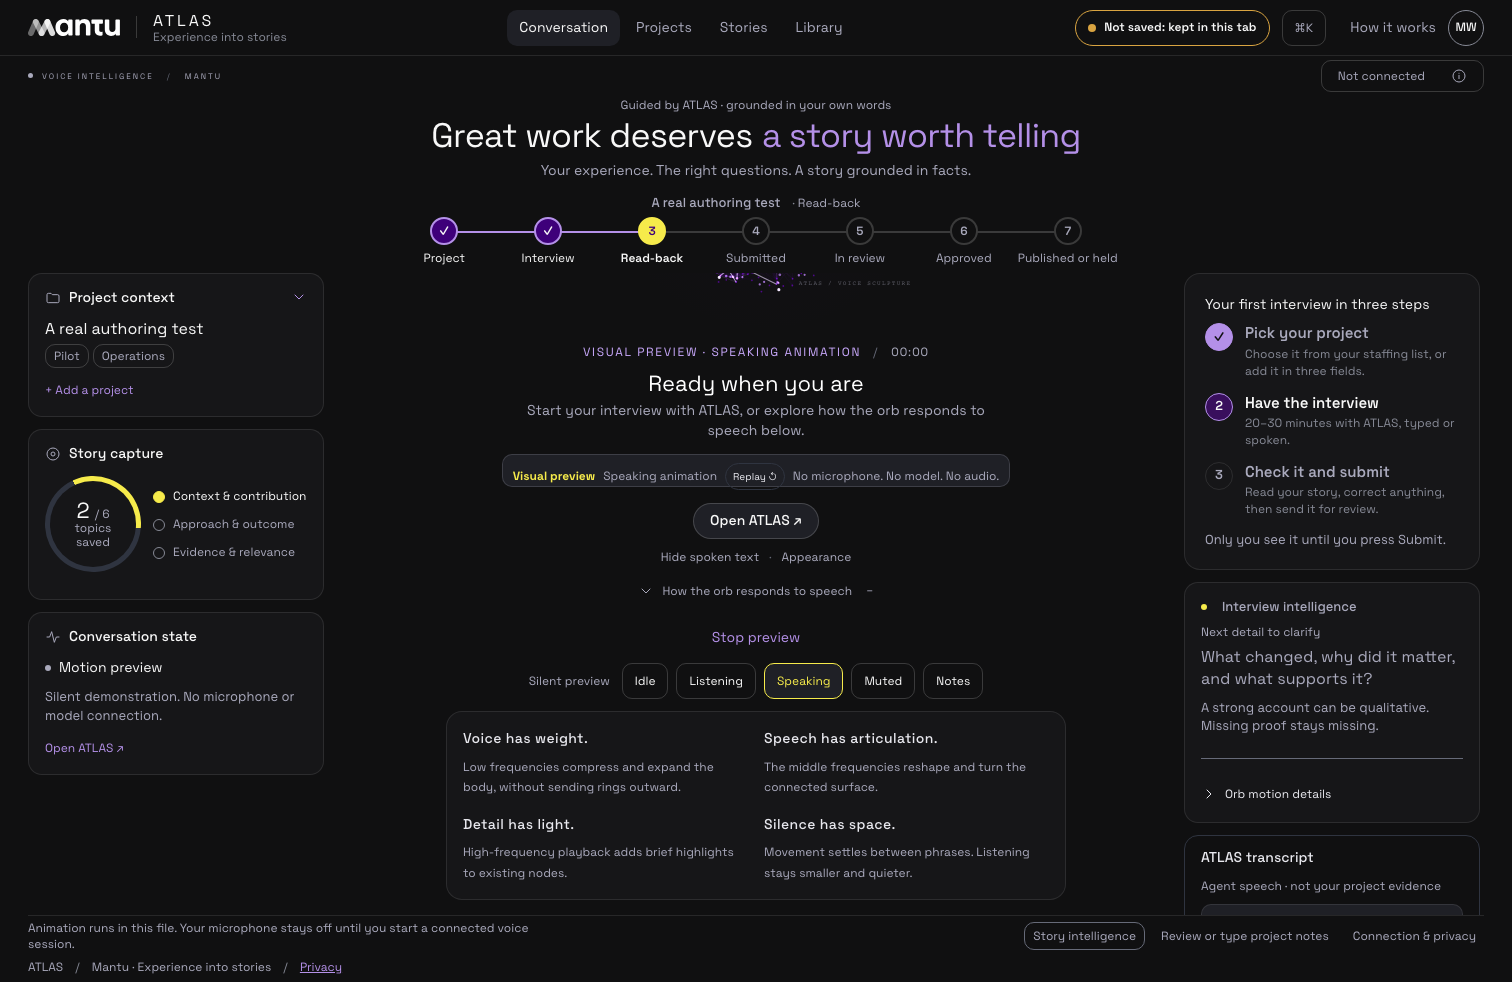 mantu
ATLAS
Experience into stories
Conversation
Projects
Stories
Library
Not saved: kept in this tab
⌘K
How it works
MW
VOICE INTELLIGENCE / MANTU
Not connected
Guided by ATLAS · grounded in your own words
Great work deserves a story worth telling
Your experience. The right questions. A story grounded in facts.
A real authoring test · Read-back
3
4
5
6
7
Project
Interview
Read-back
Submitted
In review
Approved
Published or held
ATLAS / VOICE SCULPTURE
Project context
A real authoring test
Pilot
Operations
+ Add a project
Story capture
2 / 6
topics
saved
Context & contribution
Approach & outcome
Evidence & relevance
Conversation state
Motion preview
Silent demonstration. No microphone or
model connection.
Open ATLAS ↗
VISUAL PREVIEW · SPEAKING ANIMATION / 00:00
Ready when you are
Start your interview with ATLAS, or explore how the orb responds to
speech below.
Visual preview Speaking animation Replay ↻ No microphone. No model. No audio.
Open ATLAS ↗
Hide spoken text · Appearance
How the orb responds to speech –
Stop preview
Silent preview
Idle
Listening
Speaking
Muted
Notes
Voice has weight.
Low frequencies compress and expand the
body, without sending rings outward.
Speech has articulation.
The middle frequencies reshape and turn the
connected surface.
Detail has light.
High-frequency playback adds brief highlights
to existing nodes.
Silence has space.
Movement settles between phrases. Listening
stays smaller and quieter.
Your first interview in three steps
Pick your project
Choose it from your staffing list, or
add it in three fields.
2
Have the interview
20–30 minutes with ATLAS, typed or
spoken.
3
Check it and submit
Read your story, correct anything,
then send it for review.
Only you see it until you press Submit.
Interview intelligence
Next detail to clarify
What changed, why did it matter,
and what supports it?
A strong account can be qualitative.
Missing proof stays missing.
Orb motion details
ATLAS transcript
Agent speech · not your project evidence
Animation runs in this file. Your microphone stays off until you start a connected voice
session.
ATLAS / Mantu · Experience into stories / Privacy
Story intelligence
Review or type project notes
Connection & privacy